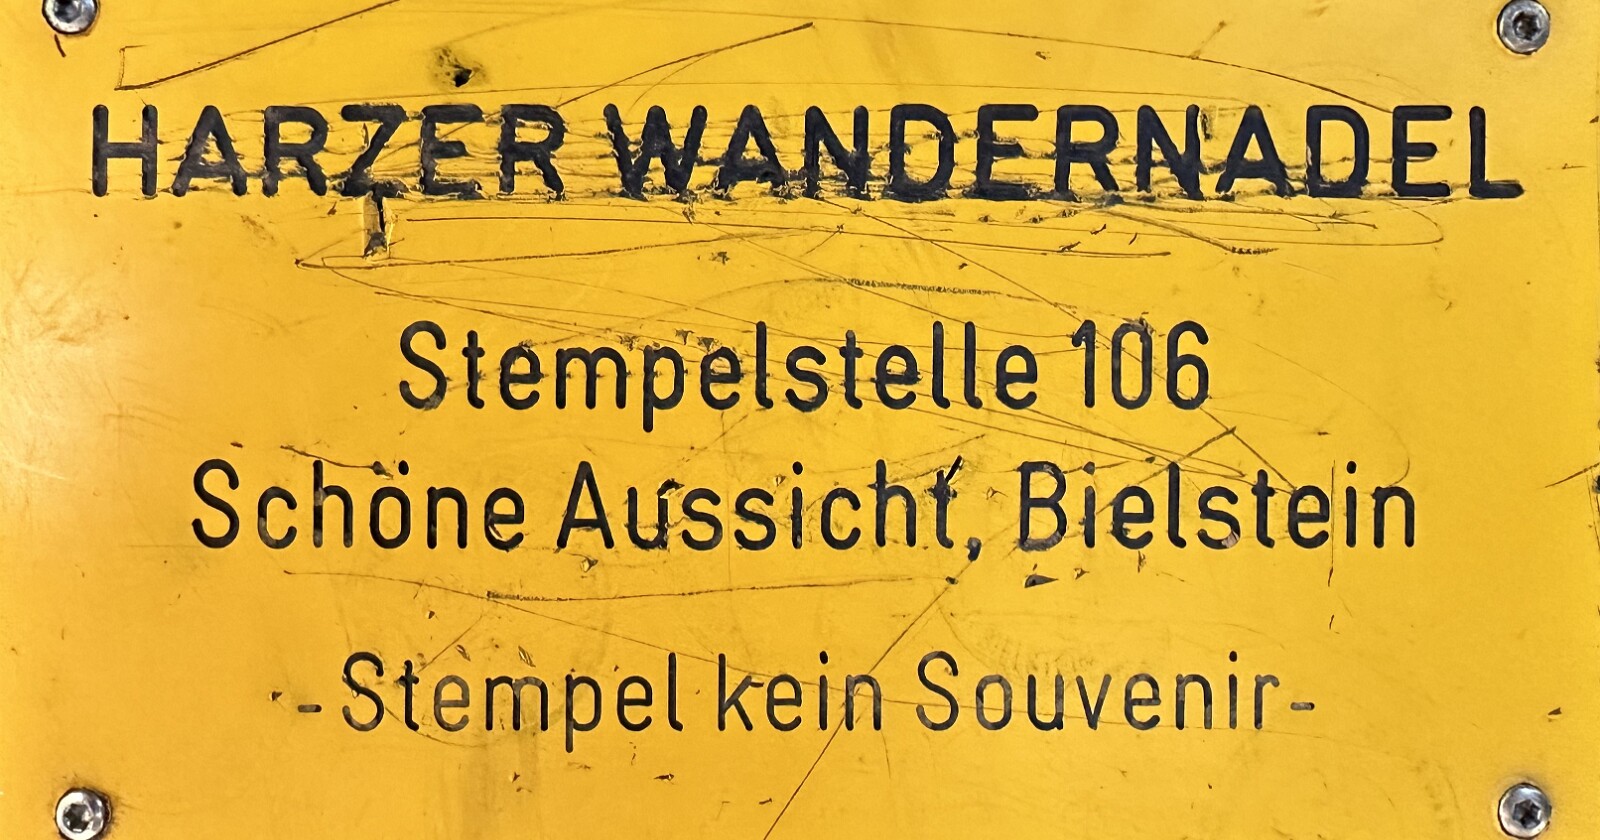 HARZER WANDERNADEL
Stempelstelle 106
Schöne Aussicht, Bielstein
-Stempel kein Souvenir-